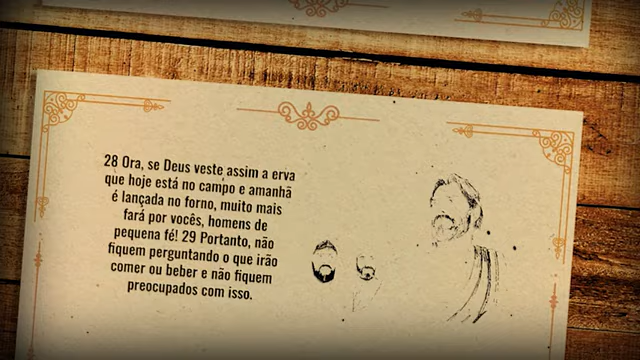 28 Ora, se Deus veste assim a erva
que hoje está no campo e amanhã
é lançada no forno, muito mais
fará por vocês, homens de
pequena fé! 29 Portanto, não
fiquem perguntando o que irão
comer ou beber e não fiquem
preocupados com isso.